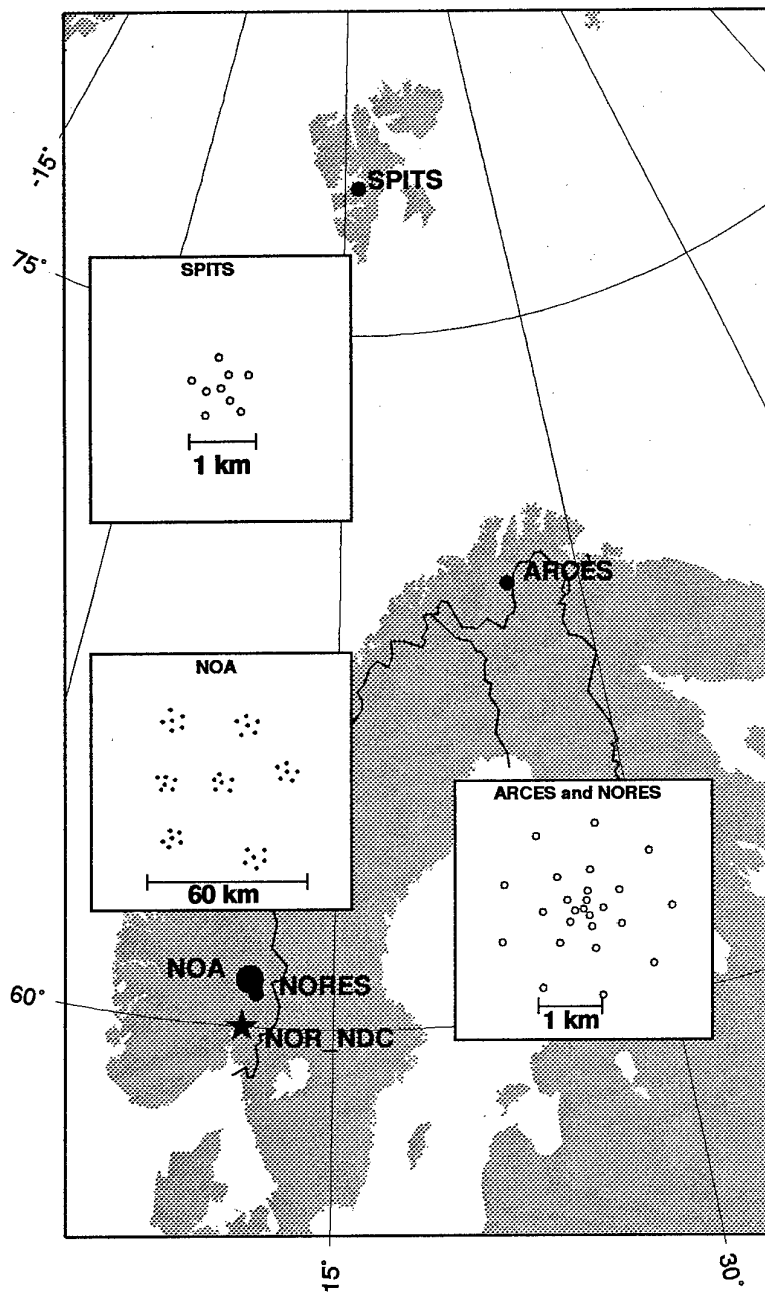 -15°
SPITS
75°
SPITS
1 km
ARCES
NOA
60 km
ARCES and NORES
1 km
NOA
NORES
60°
NOR_NDC
15°
30°